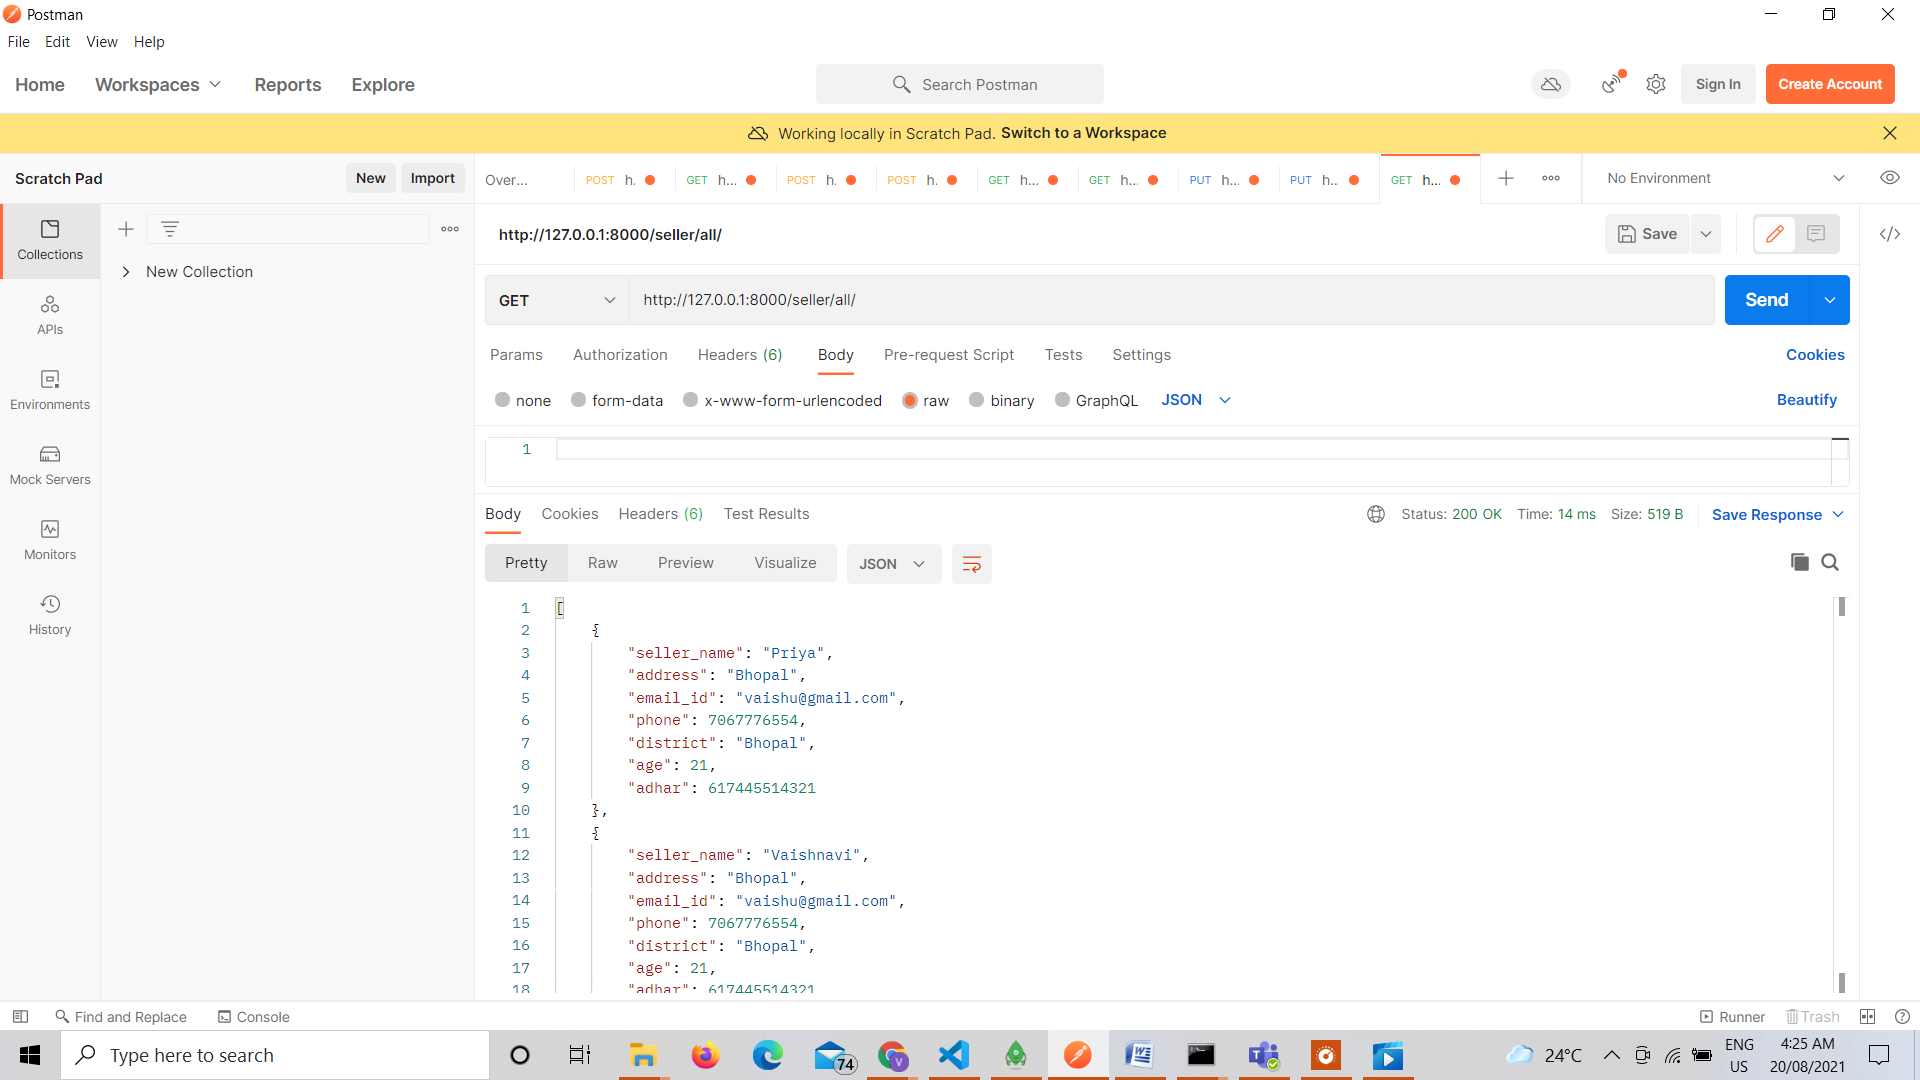 Postman
File Edit View Help
Home Workspaces Reports Explore Search Postman Sign In Create Account
Working locally in Scratch Pad. Switch to a Workspace
Scratch Pad New Import Over... POST h. GET h... POST h. POST h. GET h... GET h... PUT h... PUT h... GET h... No Environment
Collections
APIs
Environments
Mock Servers
Monitors
History
New Collection
http://127.0.0.1:8000/seller/all/ Save
GET http://127.0.0.1:8000/seller/all/ Send
Params Authorization Headers (6) Body Pre-request Script Tests Settings Cookies
none form-data x-www-form-urlencoded raw binary GraphQL JSON Beautify
1
Body Cookies Headers (6) Test Results Status: 200 OK Time: 14 ms Size: 519 B Save Response
Pretty Raw Preview Visualize JSON
1 [
2 {
3 "seller_name": "Priya",
4 "address": "Bhopal",
5 "email_id": "vaishu@gmail.com",
6 "phone": 7067776554,
7 "district": "Bhopal",
8 "age": 21,
9 "adhar": 617445514321
10 },
11 {
12 "seller_name": "Vaishnavi",
13 "address": "Bhopal",
14 "email_id": "vaishu@gmail.com",
15 "phone": 7067776554,
16 "district": "Bhopal",
17 "age": 21,
18 "adhar": 617445514321
Find and Replace Console Runner Trash
Type here to search 74 24°C ENG US 4:25 AM 20/08/2021